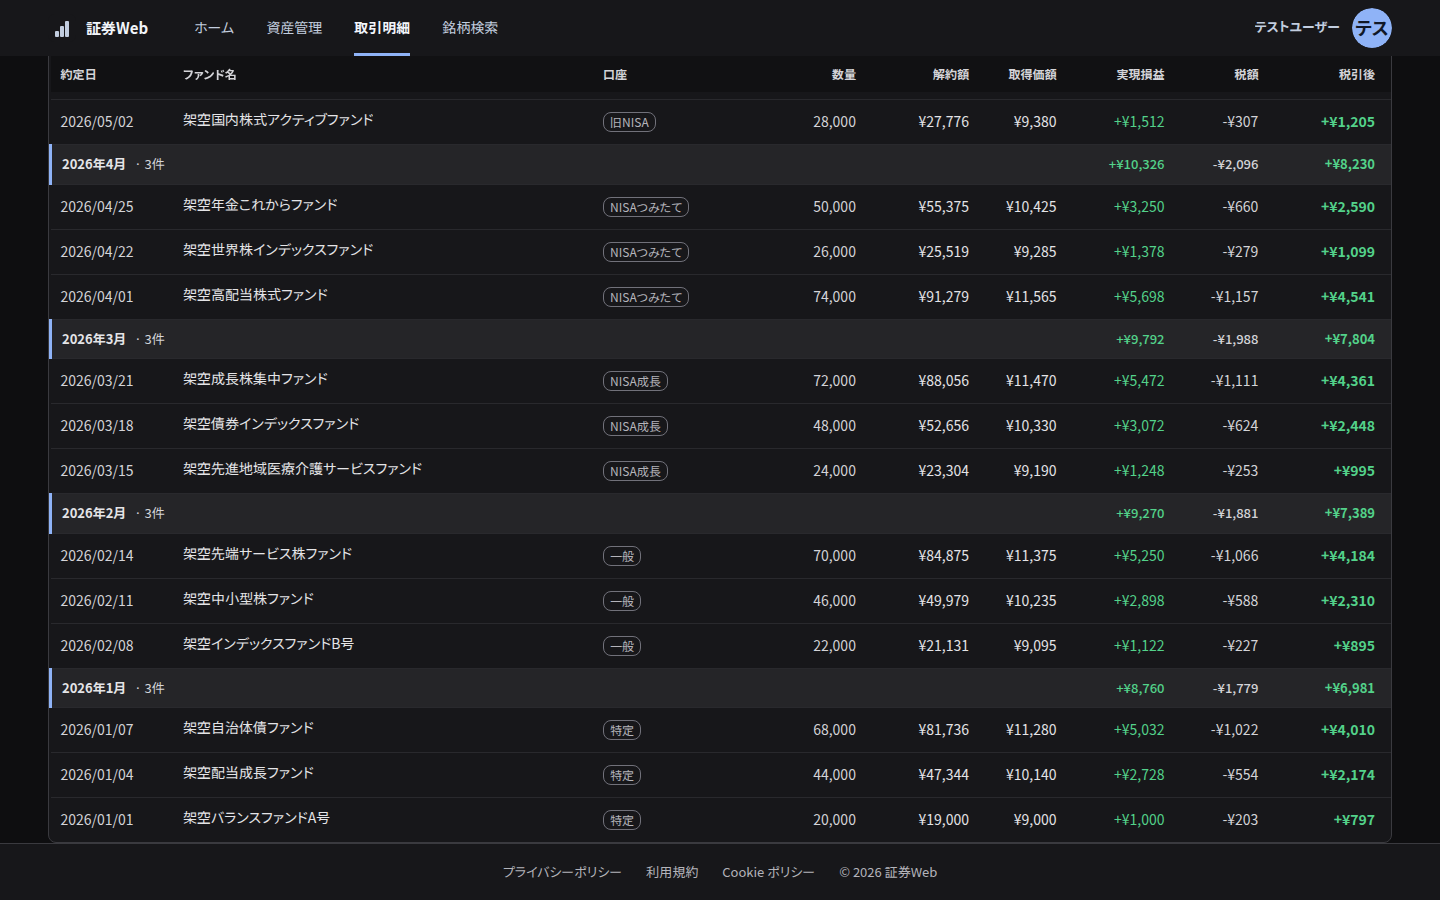 証券Web ホーム 資産管理 取引明細 銘柄検索 テストユーザー テス
約定日 ファンド名 口座 数量 解約額 取得価額 実現損益 税額 税引後
2026/05/02 架空国内株式アクティブファンド 旧NISA 28,000 ¥27,776 ¥9,380 +¥1,512 -¥307 +¥1,205
2026年4月 · 3件 +¥10,326 -¥2,096 +¥8,230
2026/04/25 架空年金これからファンド NISAつみたて 50,000 ¥55,375 ¥10,425 +¥3,250 -¥660 +¥2,590
2026/04/22 架空世界株インデックスファンド NISAつみたて 26,000 ¥25,519 ¥9,285 +¥1,378 -¥279 +¥1,099
2026/04/01 架空高配当株式ファンド NISAつみたて 74,000 ¥91,279 ¥11,565 +¥5,698 -¥1,157 +¥4,541
2026年3月 · 3件 +¥9,792 -¥1,988 +¥7,804
2026/03/21 架空成長株集中ファンド NISA成長 72,000 ¥88,056 ¥11,470 +¥5,472 -¥1,111 +¥4,361
2026/03/18 架空債券インデックスファンド NISA成長 48,000 ¥52,656 ¥10,330 +¥3,072 -¥624 +¥2,448
2026/03/15 架空先進地域医療介護サービスファンド NISA成長 24,000 ¥23,304 ¥9,190 +¥1,248 -¥253 +¥995
2026年2月 · 3件 +¥9,270 -¥1,881 +¥7,389
2026/02/14 架空先端サービス株ファンド 一般 70,000 ¥84,875 ¥11,375 +¥5,250 -¥1,066 +¥4,184
2026/02/11 架空中小型株ファンド 一般 46,000 ¥49,979 ¥10,235 +¥2,898 -¥588 +¥2,310
2026/02/08 架空インデックスファンドB号 一般 22,000 ¥21,131 ¥9,095 +¥1,122 -¥227 +¥895
2026年1月 · 3件 +¥8,760 -¥1,779 +¥6,981
2026/01/07 架空自治体債ファンド 特定 68,000 ¥81,736 ¥11,280 +¥5,032 -¥1,022 +¥4,010
2026/01/04 架空配当成長ファンド 特定 44,000 ¥47,344 ¥10,140 +¥2,728 -¥554 +¥2,174
2026/01/01 架空バランスファンドA号 特定 20,000 ¥19,000 ¥9,000 +¥1,000 -¥203 +¥797
プライバシーポリシー 利用規約 Cookie ポリシー © 2026 証券Web